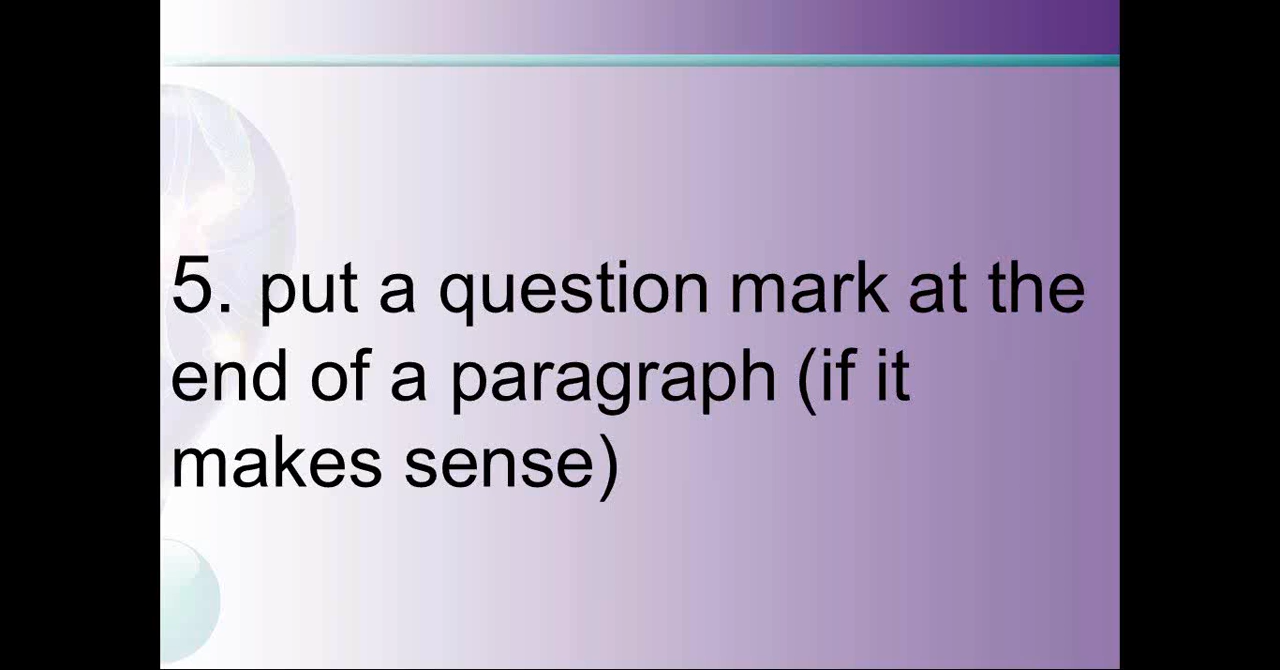 5. put a question mark at the
end of a paragraph (if it
makes sense)